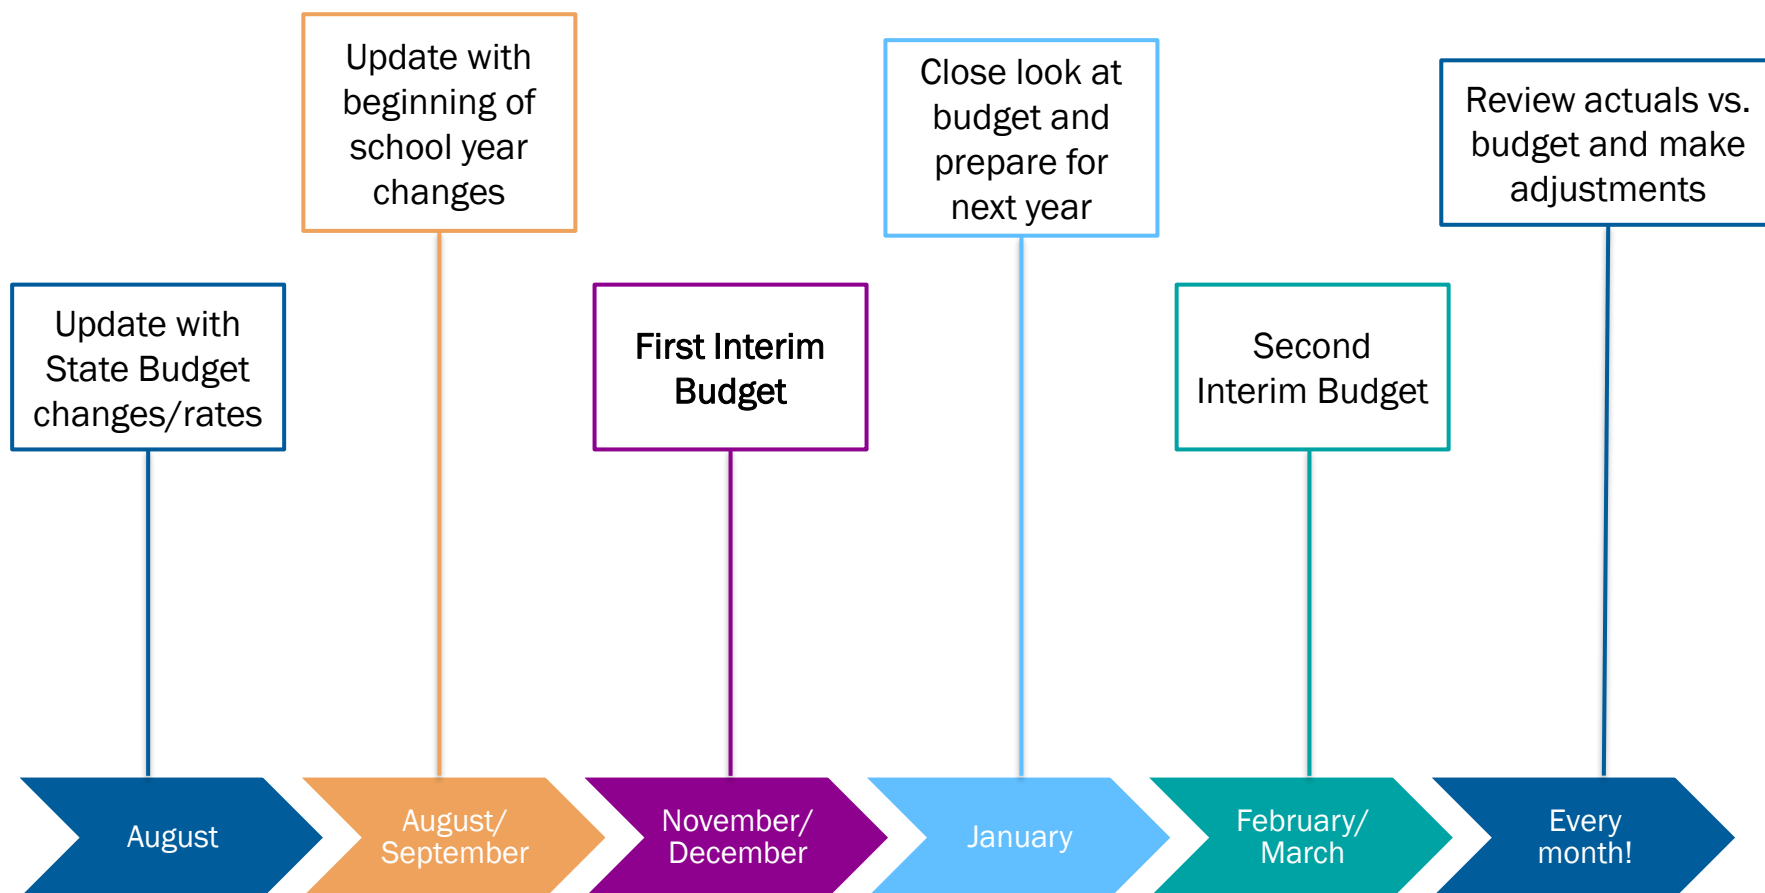 Update with
State Budget
changes/rates
Update with
beginning of
school year
changes
First Interim
Budget
Close look at
budget and
prepare for
next year
Second
Interim Budget
Review actuals vs.
budget and make
adjustments
August
August/
September
November/
December
January
February/
March
Every
month!